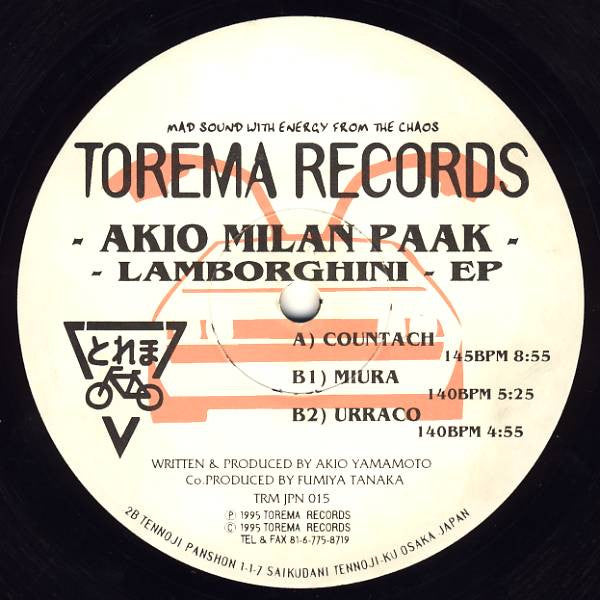 MAD SOUND WITH ENERGY FROM THE CHAOS
TOREMA RECORDS
- AKIO MILAN PAAK -
- LAMBORGHINI - EP
とれま
A) COUNTACH
145BPM 8:55
B1) MIURA
140BPM 5:25
B2) URRACO
140BPM 4:55
WRITTEN & PRODUCED BY AKIO YAMAMOTO
Co.PRODUCED BY FUMIYA TANAKA
TRM JPN 015
Ⓟ 1995 TOREMA RECORDS
© 1995 TOREMA RECORDS
TEL & FAX 81-6-775-8719
2B TENNOJI PANSHON 1-1-7 SAIKUDANI TENNOJI-KU OSAKA JAPAN